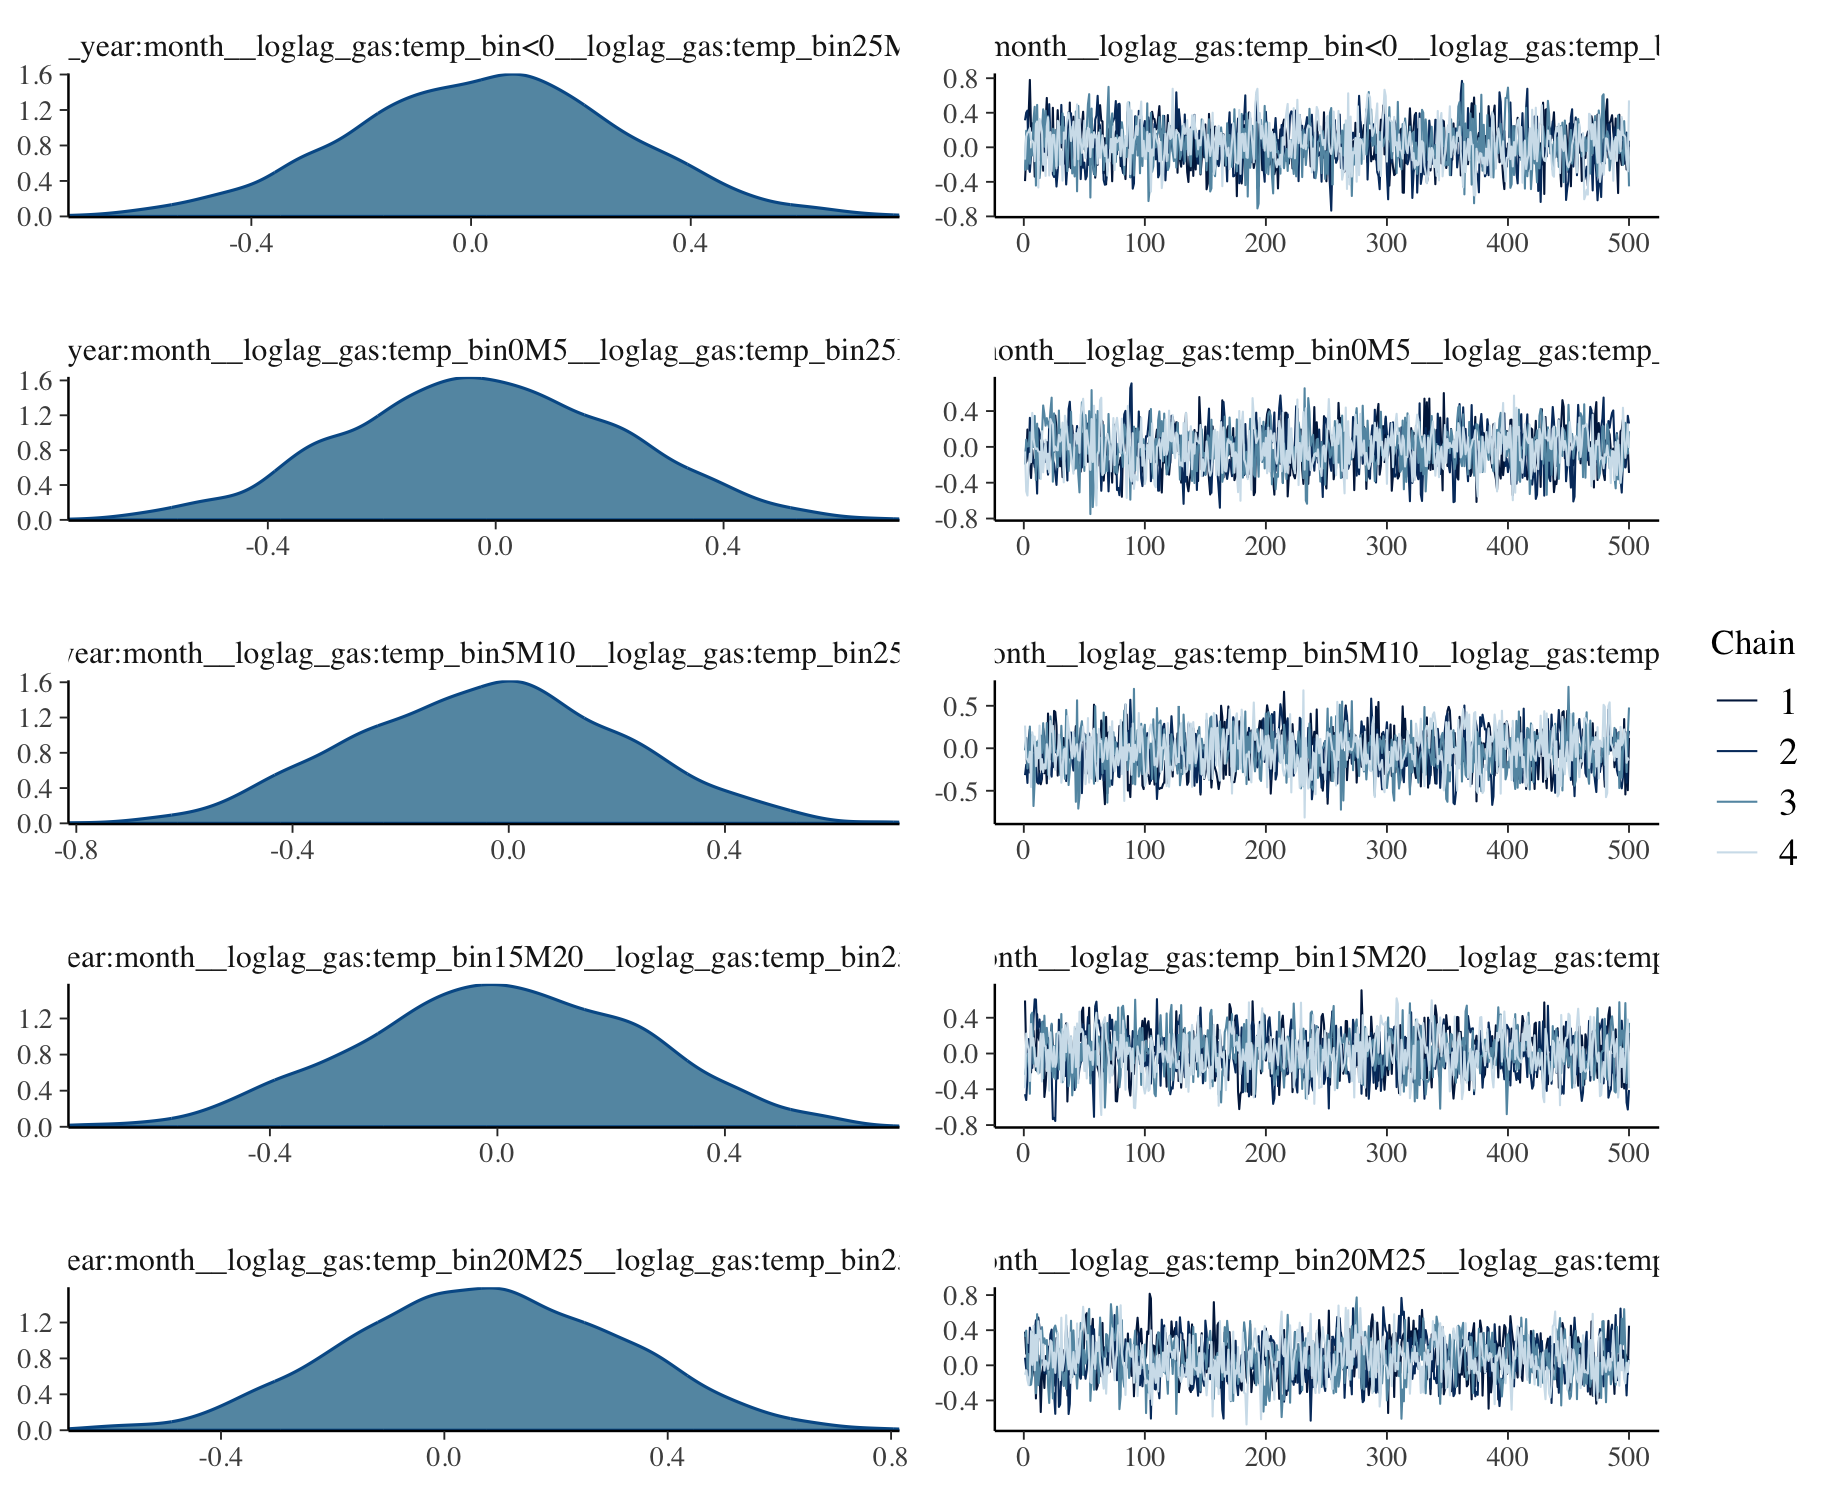 _year:month__loglag_gas:temp_bin<0__loglag_gas:temp_bin25M
1.6
1.2
0.8
0.4
0.0
-0.4 0.0 0.4
month__loglag_gas:temp_bin<0__loglag_gas:temp_b
0.8
0.4
0.0
-0.4
-0.8
0 100 200 300 400 500
year:month__loglag_gas:temp_bin0M5__loglag_gas:temp_bin25
1.6
1.2
0.8
0.4
0.0
-0.4 0.0 0.4
onth__loglag_gas:temp_bin0M5__loglag_gas:temp_
0.4
0.0
-0.4
-0.8
0 100 200 300 400 500
year:month__loglag_gas:temp_bin5M10__loglag_gas:temp_bin25
1.6
1.2
0.8
0.4
0.0
-0.8 -0.4 0.0 0.4
onth__loglag_gas:temp_bin5M10__loglag_gas:temp
0.5
0.0
-0.5
0 100 200 300 400 500
ear:month__loglag_gas:temp_bin15M20__loglag_gas:temp_bin2
1.2
0.8
0.4
0.0
-0.4 0.0 0.4
onth__loglag_gas:temp_bin15M20__loglag_gas:temp
0.4
0.0
-0.4
-0.8
0 100 200 300 400 500
ear:month__loglag_gas:temp_bin20M25__loglag_gas:temp_bin2
1.2
0.8
0.4
0.0
-0.4 0.0 0.4 0.8
onth__loglag_gas:temp_bin20M25__loglag_gas:temp
0.8
0.4
0.0
-0.4
0 100 200 300 400 500
Chain
1
2
3
4